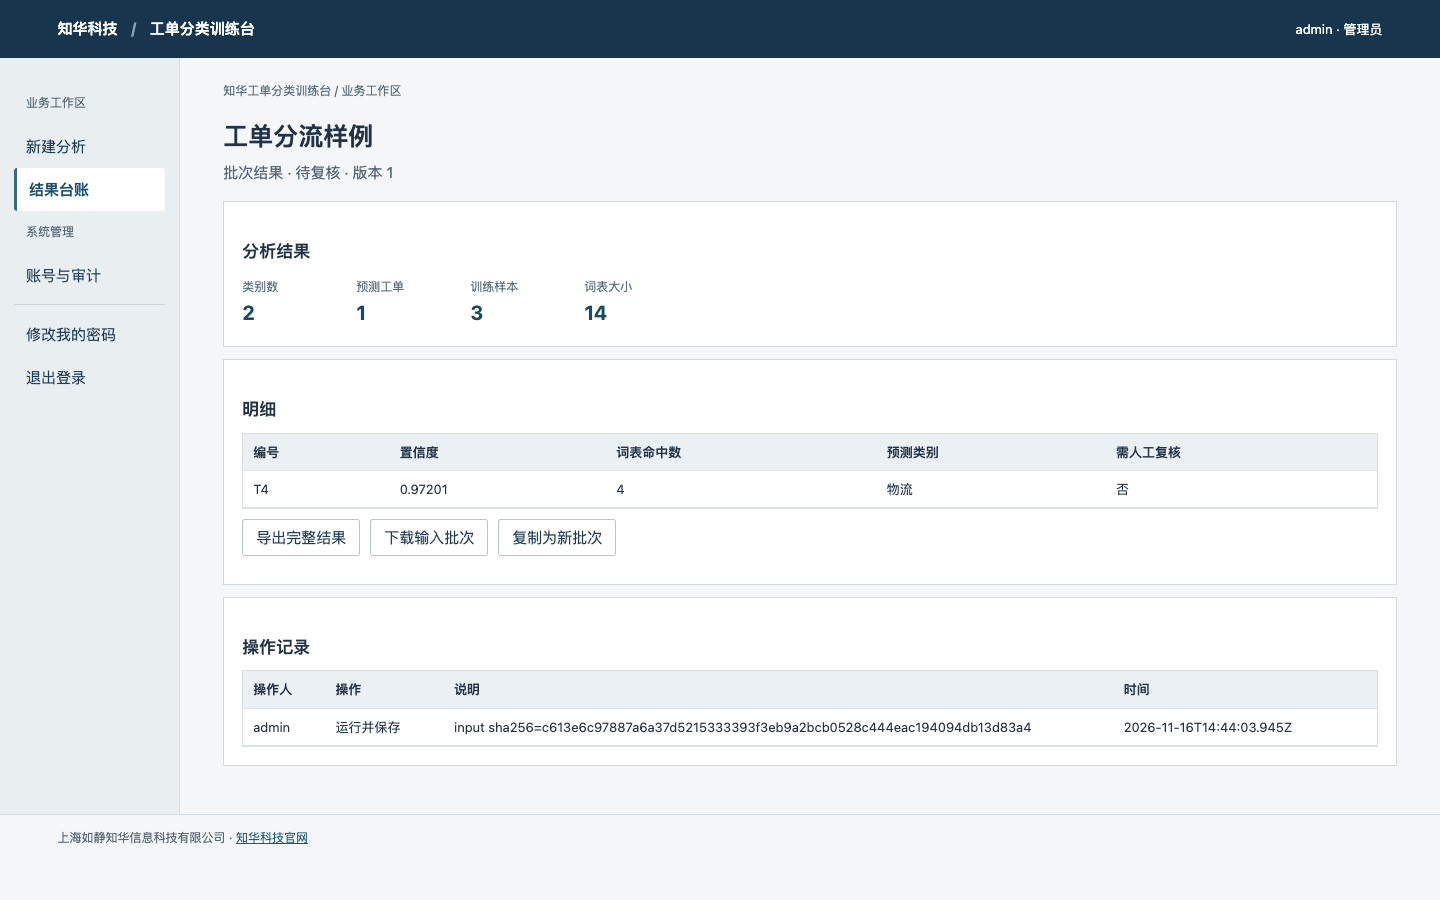 知华科技 / 工单分类训练台
admin · 管理员
业务工作区
新建分析
结果台账
系统管理
账号与审计
修改我的密码
退出登录
知华工单分类训练台 / 业务工作区
工单分流样例
批次结果 · 待复核 · 版本 1
分析结果
类别数 预测工单 训练样本 词表大小
2 1 3 14
明细
编号 置信度 词表命中数 预测类别 需人工复核
T4 0.97201 4 物流 否
导出完整结果 下载输入批次 复制为新批次
操作记录
操作人 操作 说明 时间
admin 运行并保存 input sha256=c613e6c97887a6a37d5215333393f3eb9a2bcb0528c444eac194094db13d83a4 2026-11-16T14:44:03.945Z
上海如静知华信息科技有限公司 · 知华科技官网